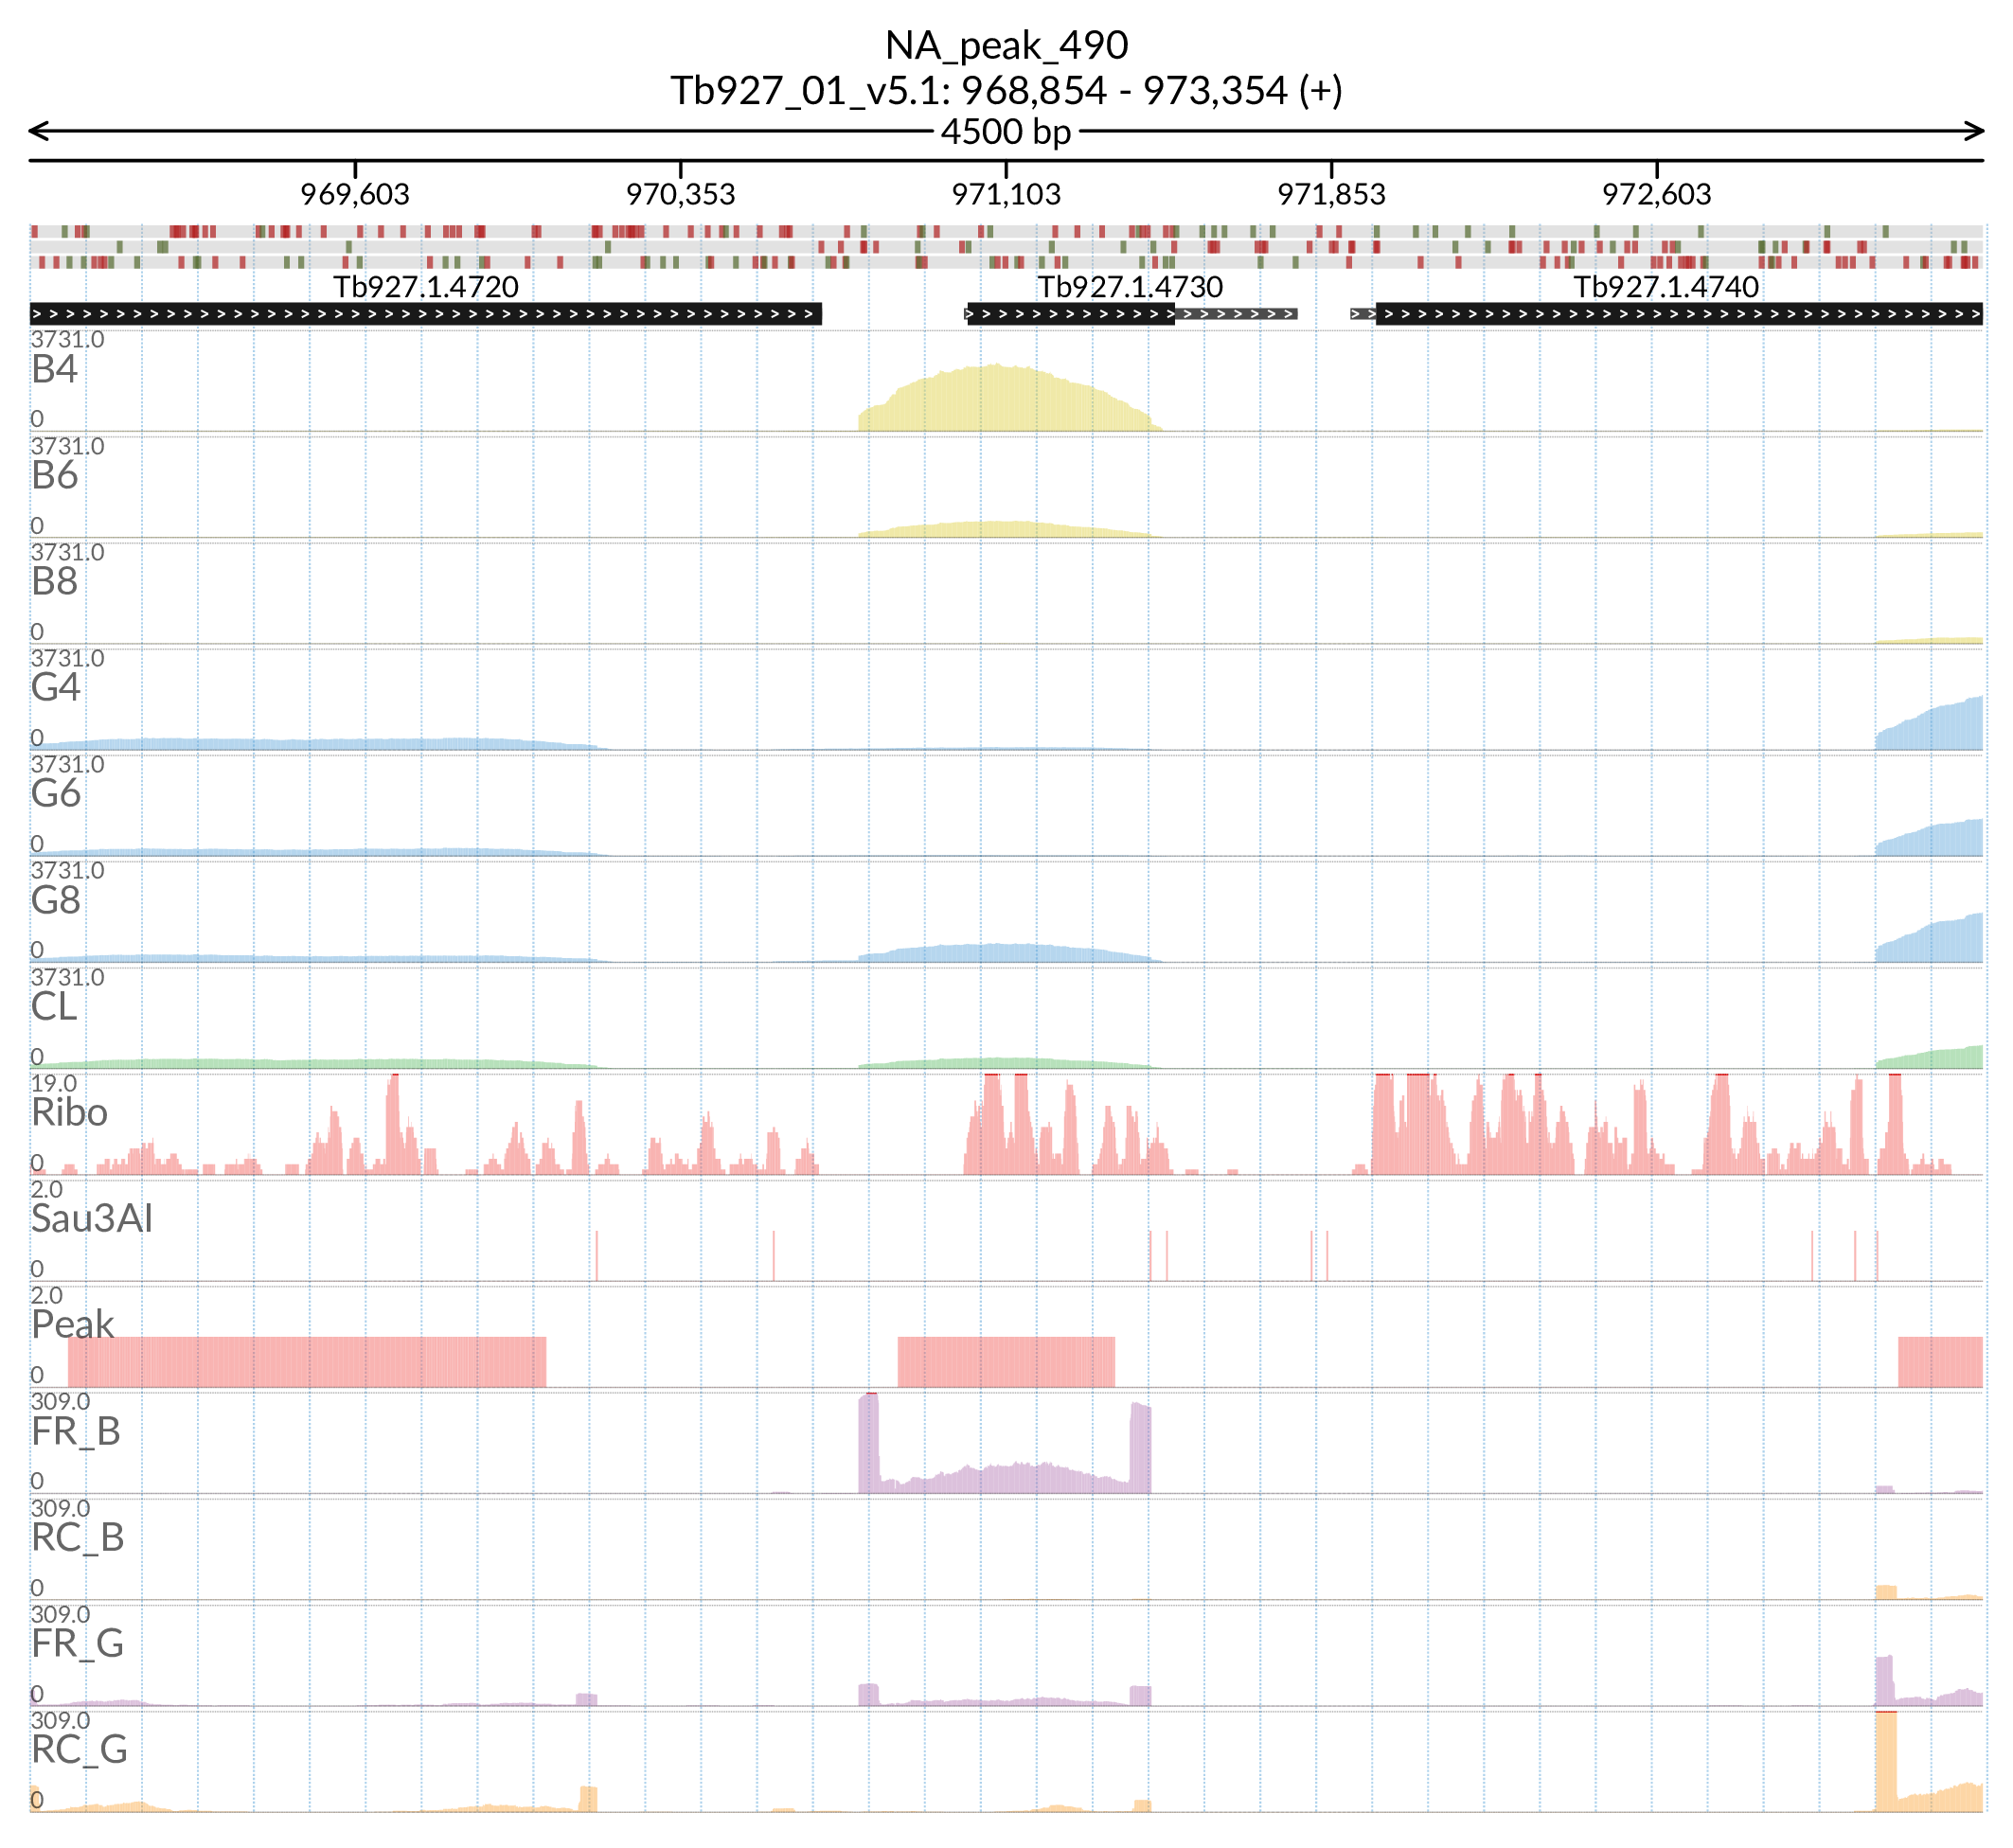 NA_peak_490
Tb927_01_v5.1: 968,854 - 973,354 (+)
4500 bp
969,603 970,353 971,103 971,853 972,603
Tb927.1.4720 Tb927.1.4730 Tb927.1.4740
3731.0
B4
0
3731.0
B6
0
3731.0
B8
0
3731.0
G4
0
3731.0
G6
0
3731.0
G8
0
3731.0
CL
0
19.0
Ribo
0
2.0
Sau3AI
0
2.0
Peak
0
309.0
FR_B
0
309.0
RC_B
0
309.0
FR_G
0
309.0
RC_G
0